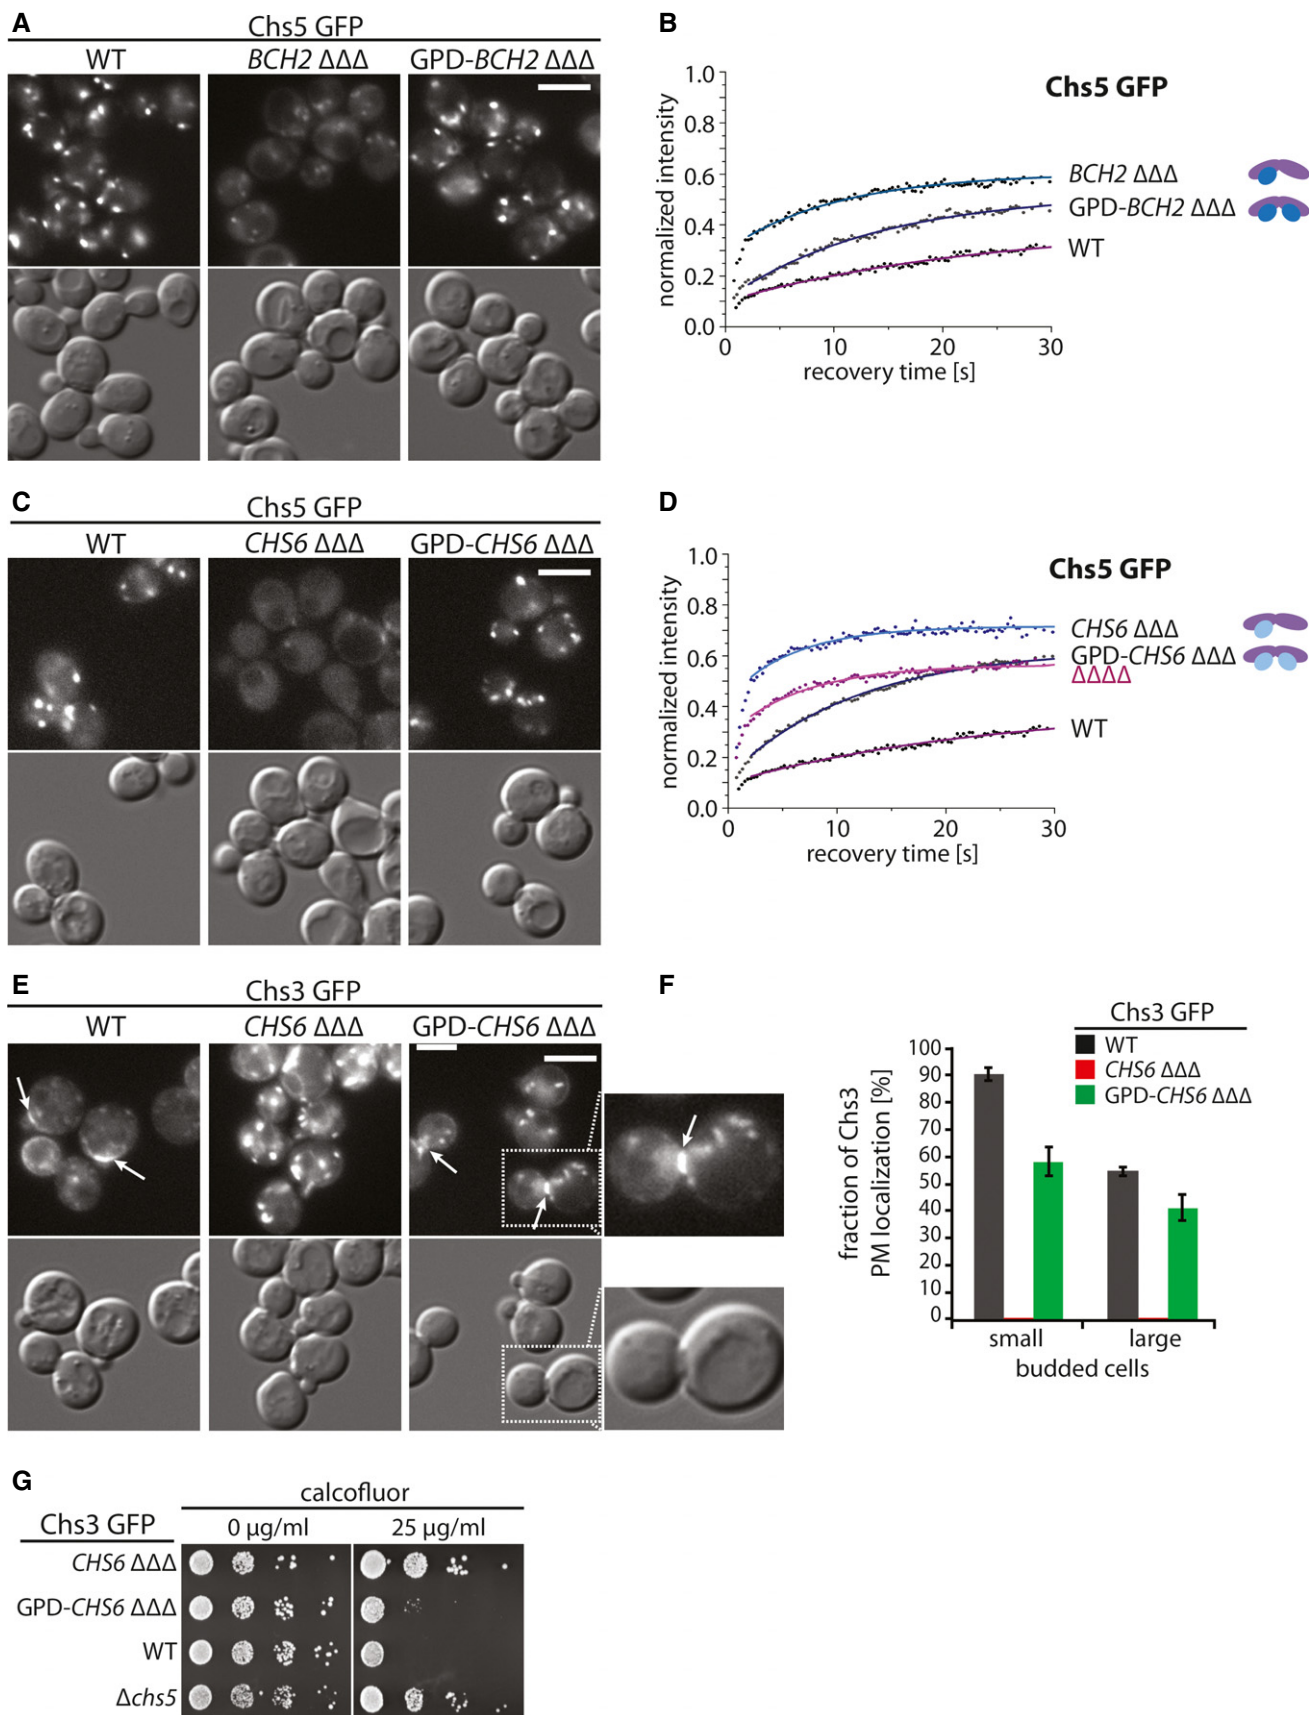 A
Chs5 GFP
WT
BCH2 ΔΔΔ
GPD-BCH2 ΔΔΔ
B
1.0
0.8
0.6
0.4
0.2
0.0
normalized intensity
0
10
20
30
recovery time [s]
Chs5 GFP
BCH2 ΔΔΔ
GPD-BCH2 ΔΔΔ
WT
C
Chs5 GFP
WT
CHS6 ΔΔΔ
GPD-CHS6 ΔΔΔ
D
1.0
0.8
0.6
0.4
0.2
0.0
normalized intensity
0
10
20
30
recovery time [s]
Chs5 GFP
CHS6 ΔΔΔ
GPD-CHS6 ΔΔΔ
ΔΔΔΔ
WT
E
Chs3 GFP
WT
CHS6 ΔΔΔ
GPD-CHS6 ΔΔΔ
F
Chs3 GFP
WT
CHS6 ΔΔΔ
GPD-CHS6 ΔΔΔ
100
90
80
70
60
50
40
30
20
10
0
fraction of Chs3
PM localization [%]
small
large
budded cells
G
calcofluor
Chs3 GFP
0 µg/ml
25 µg/ml
CHS6 ΔΔΔ
GPD-CHS6 ΔΔΔ
WT
Δchs5